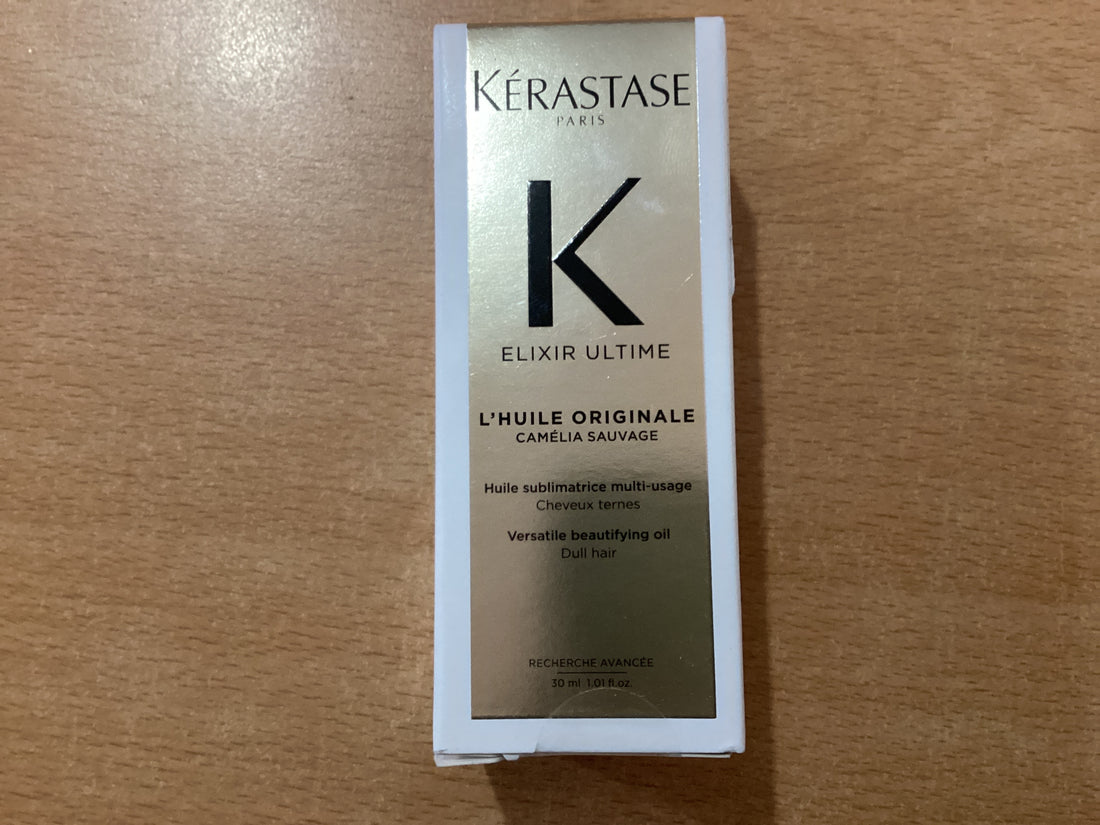 KÉRASTASE
PARIS
K
ELIXIR ULTIME
L'HUILE ORIGINALE
CAMÉLIA SAUVAGE
Huile sublimatrice multi-usage
Cheveux ternes
Versatile beautifying oil
Dull hair
RECHERCHE AVANCÉE
30 ml 1.01 fl.oz.